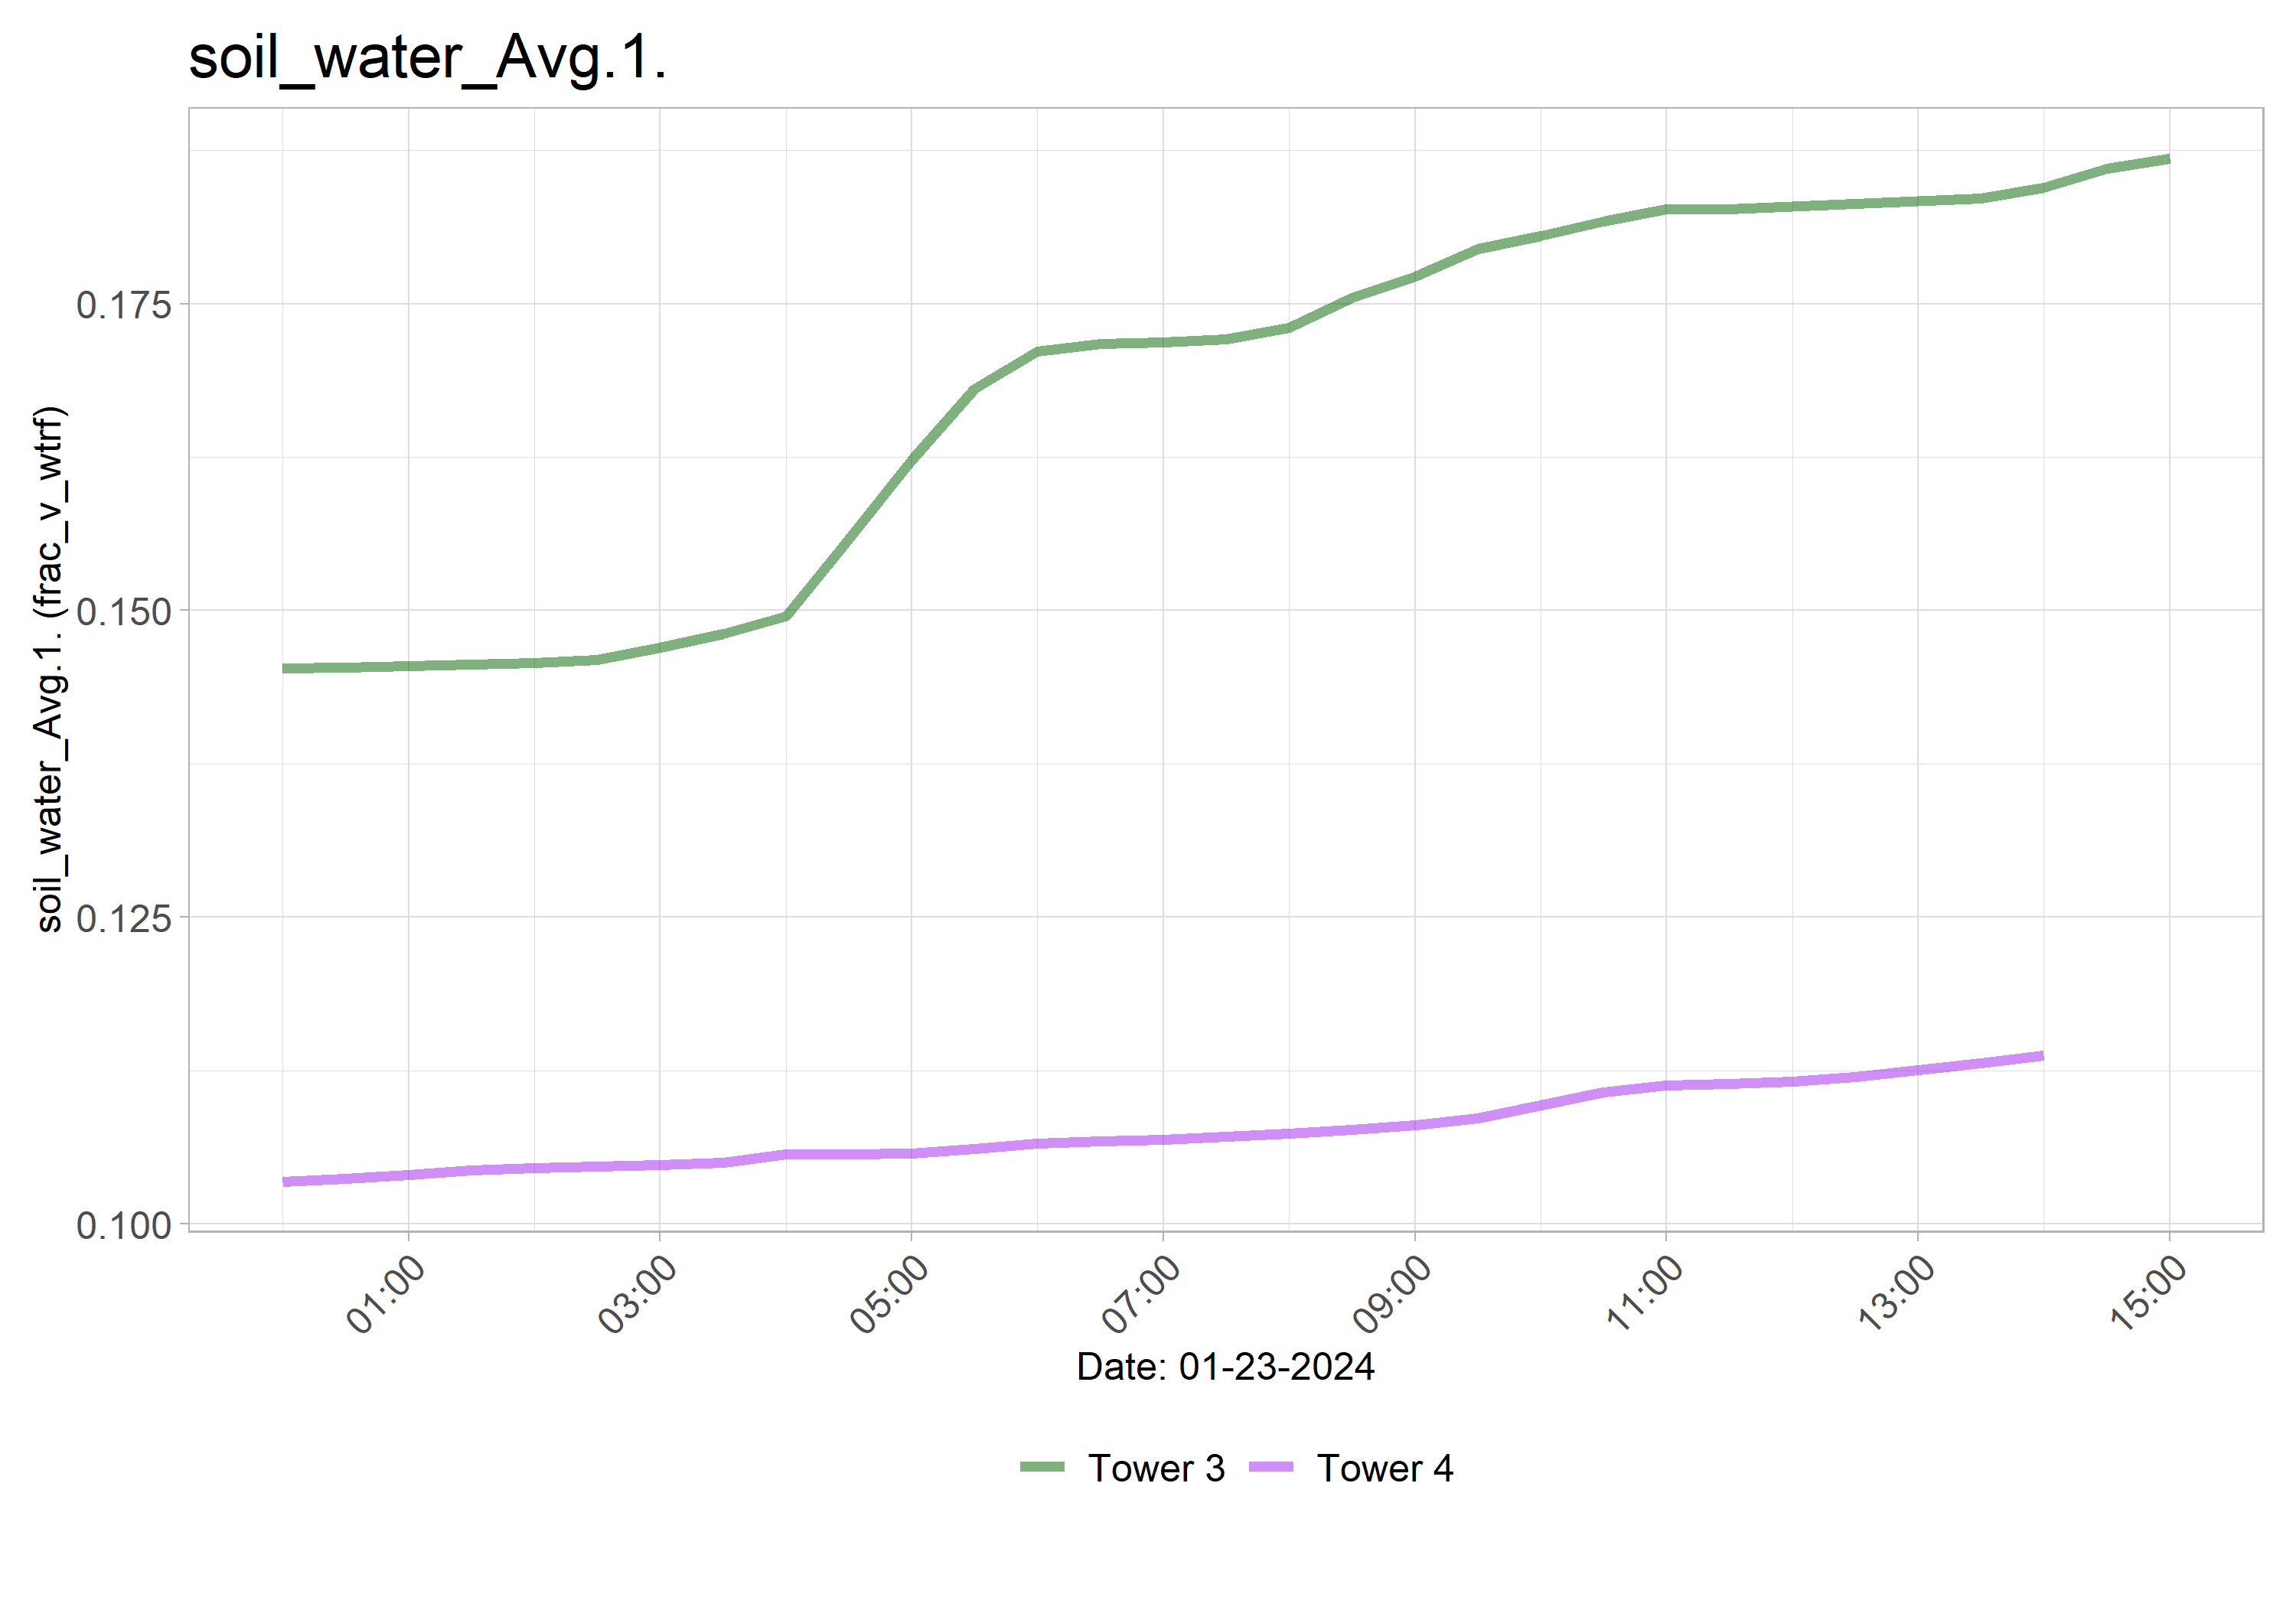 soil_water_Avg.1.
soil_water_Avg.1. (frac_v_wtrf)
0.175
0.150
0.125
0.100
01:00
03:00
05:00
07:00
09:00
11:00
13:00
15:00
Date: 01-23-2024
Tower 3
Tower 4